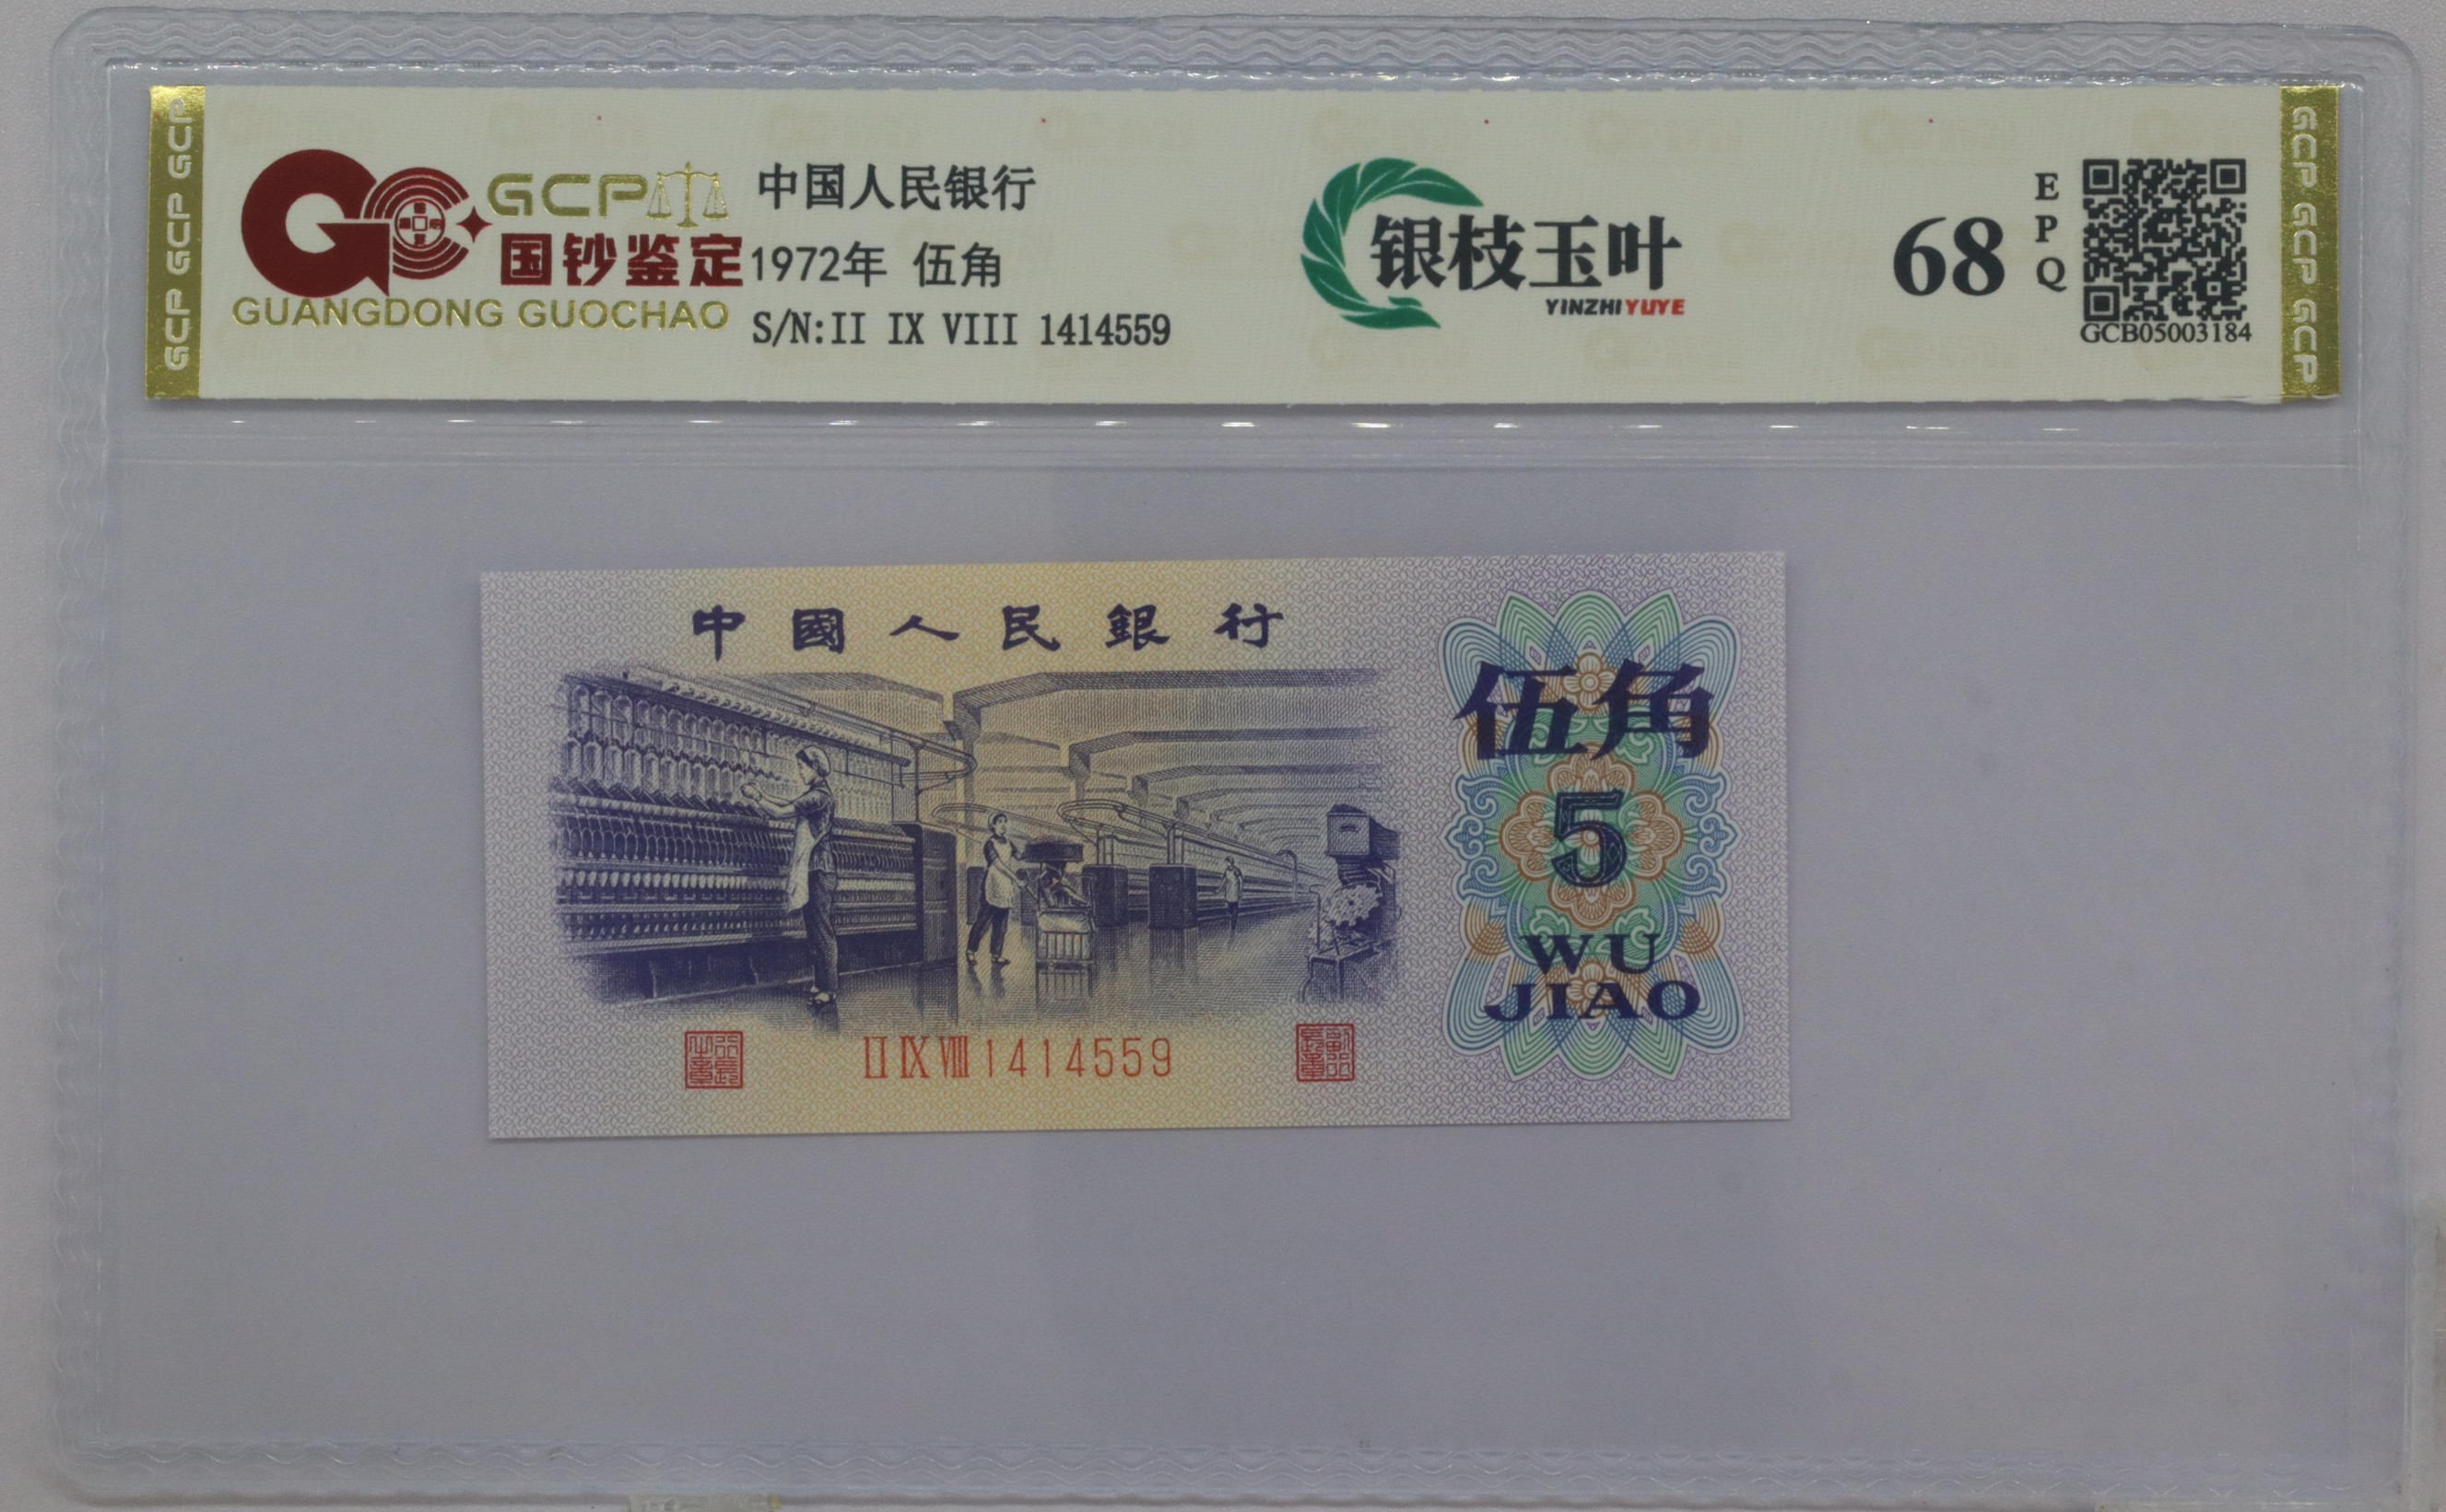 GCP GCP GCP
GCP
国钞鉴定
GUANGDONG GUOCHAO
中国人民银行
1972年 伍角
S/N:II IX VIII 1414559
银枝玉叶
YINZHIYUYE
68
E
P
Q
GCB05003184
GCP GCP GCP
中國人民銀行
伍角
5
WU
JIAO
II IX VIII 1414559